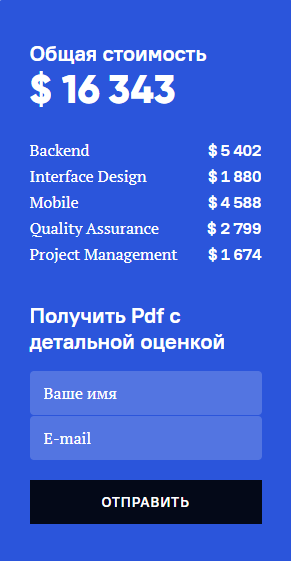 Общая стоимость
$ 16 343
Backend $ 5 402
Interface Design $ 1 880
Mobile $ 4 588
Quality Assurance $ 2 799
Project Management $ 1 674
Получить Pdf с
детальной оценкой
Ваше имя
E-mail
ОТПРАВИТЬ